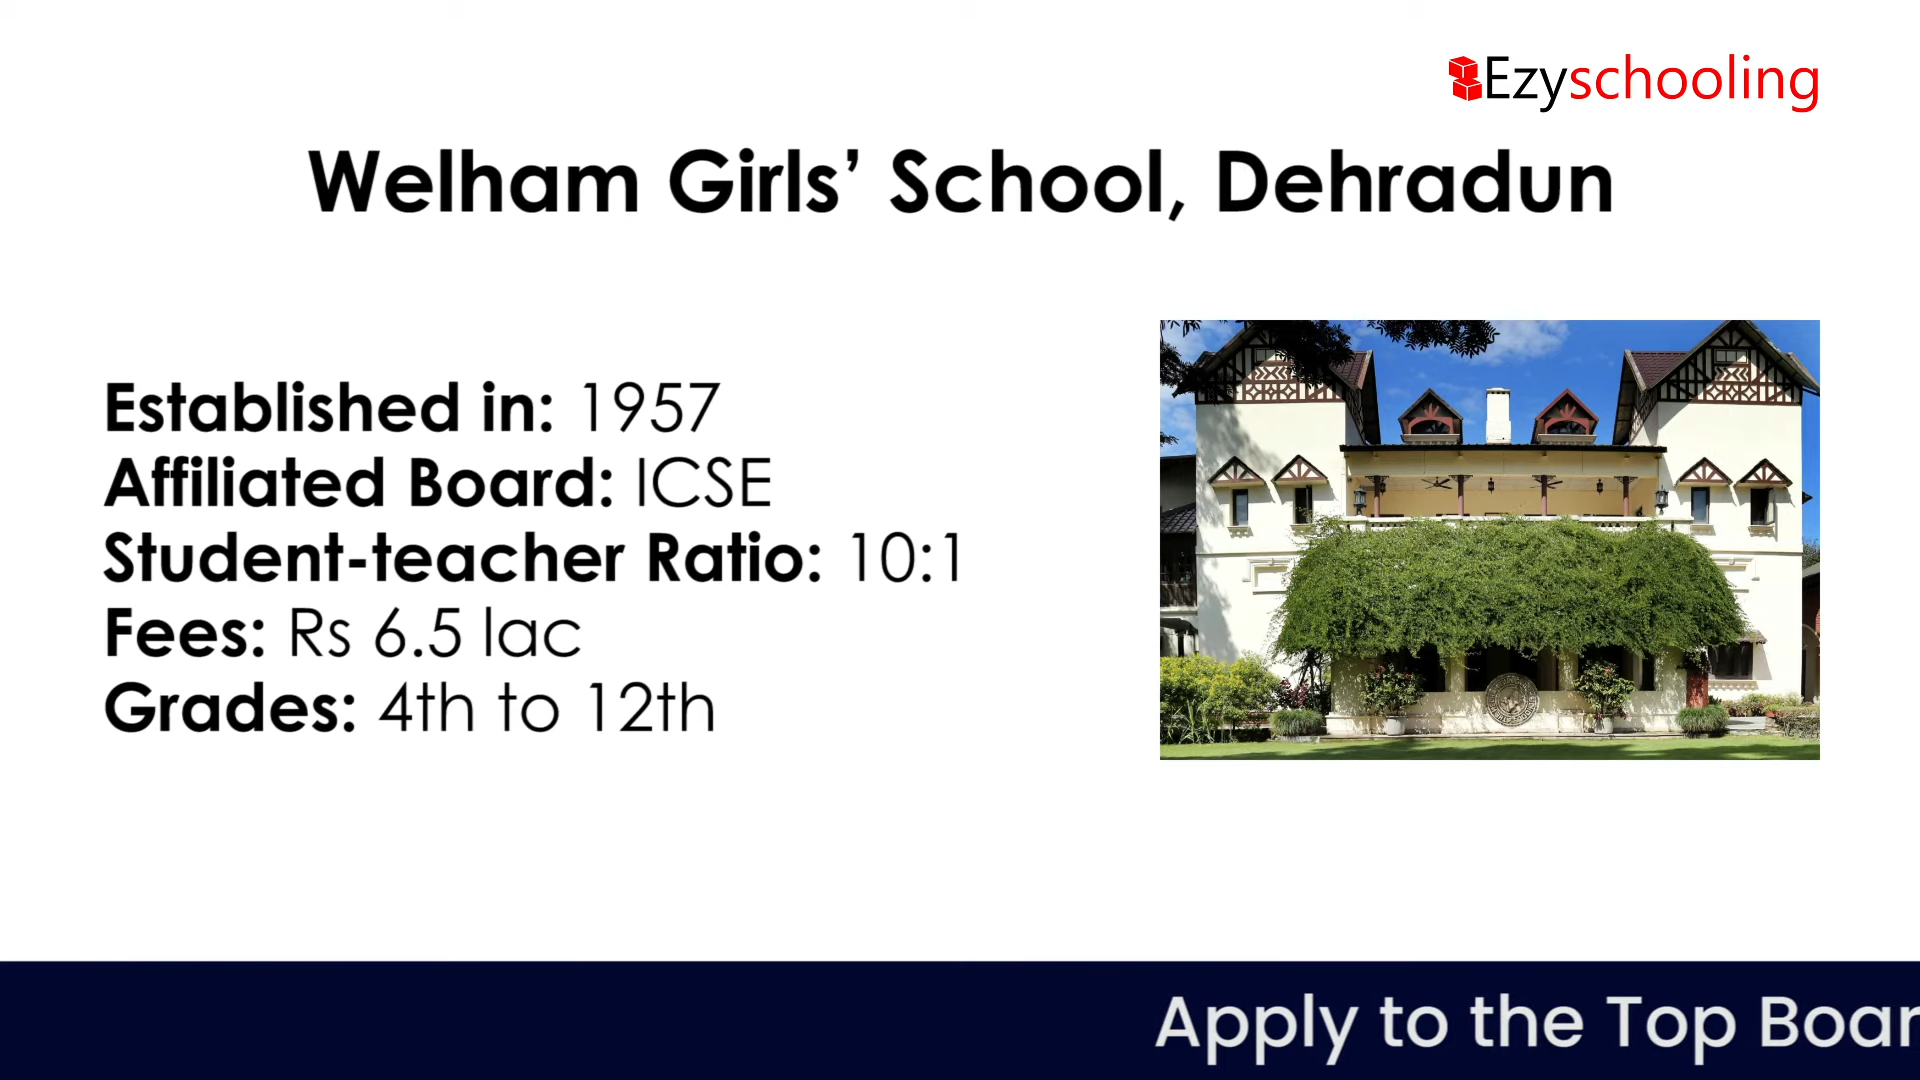 Ezyschooling
Welham Girls’ School, Dehradun
Established in: 1957
Affiliated Board: ICSE
Student-teacher Ratio: 10:1
Fees: Rs 6.5 lac
Grades: 4th to 12th
Apply to the Top Boar